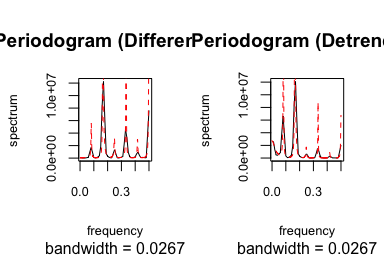 Periodogram (Differen
Periodogram (Detrend
spectrum
0.0e+00 1.0e+07
0.0 0.3
frequency
bandwidth = 0.0267
spectrum
0.0e+00 1.0e+07
0.0 0.3
frequency
bandwidth = 0.0267